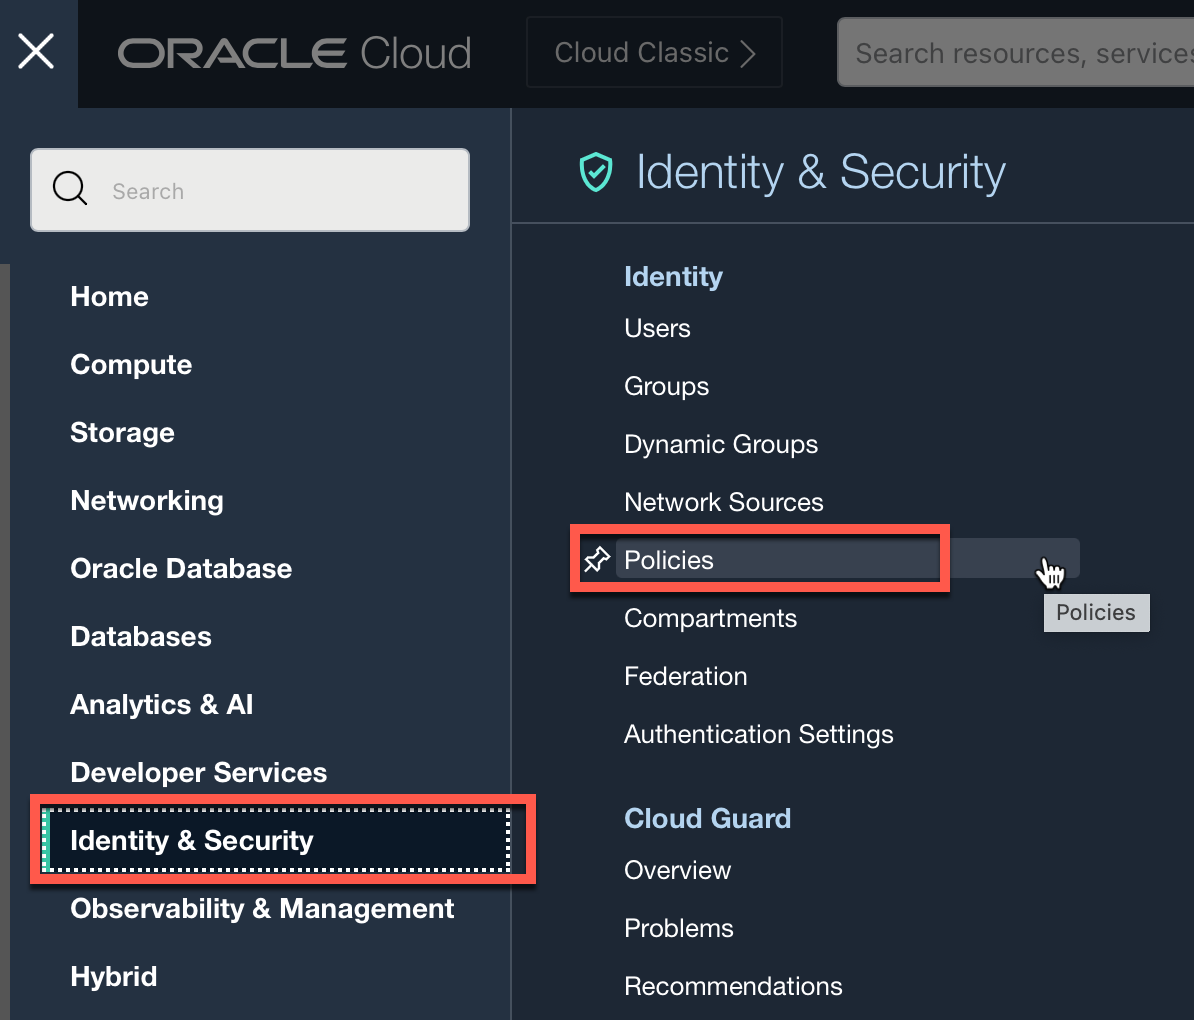 ORACLE Cloud
Cloud Classic
Search resources, services
Search
Home
Compute
Storage
Networking
Oracle Database
Databases
Analytics & AI
Developer Services
Identity & Security
Observability & Management
Hybrid
Identity & Security
Identity
Users
Groups
Dynamic Groups
Network Sources
Policies
Policies
Compartments
Federation
Authentication Settings
Cloud Guard
Overview
Problems
Recommendations